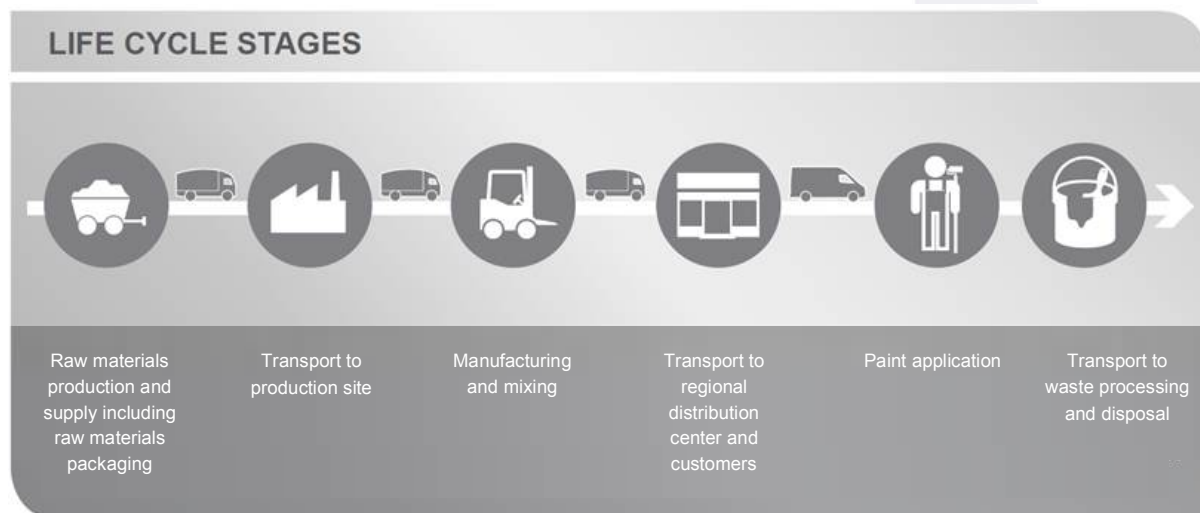 LIFE CYCLE STAGES
Raw materials
production and
supply including
raw materials
packaging
Transport to
production site
Manufacturing
and mixing
Transport to
regional
distribution
center and
customers
Paint application
Transport to
waste processing
and disposal